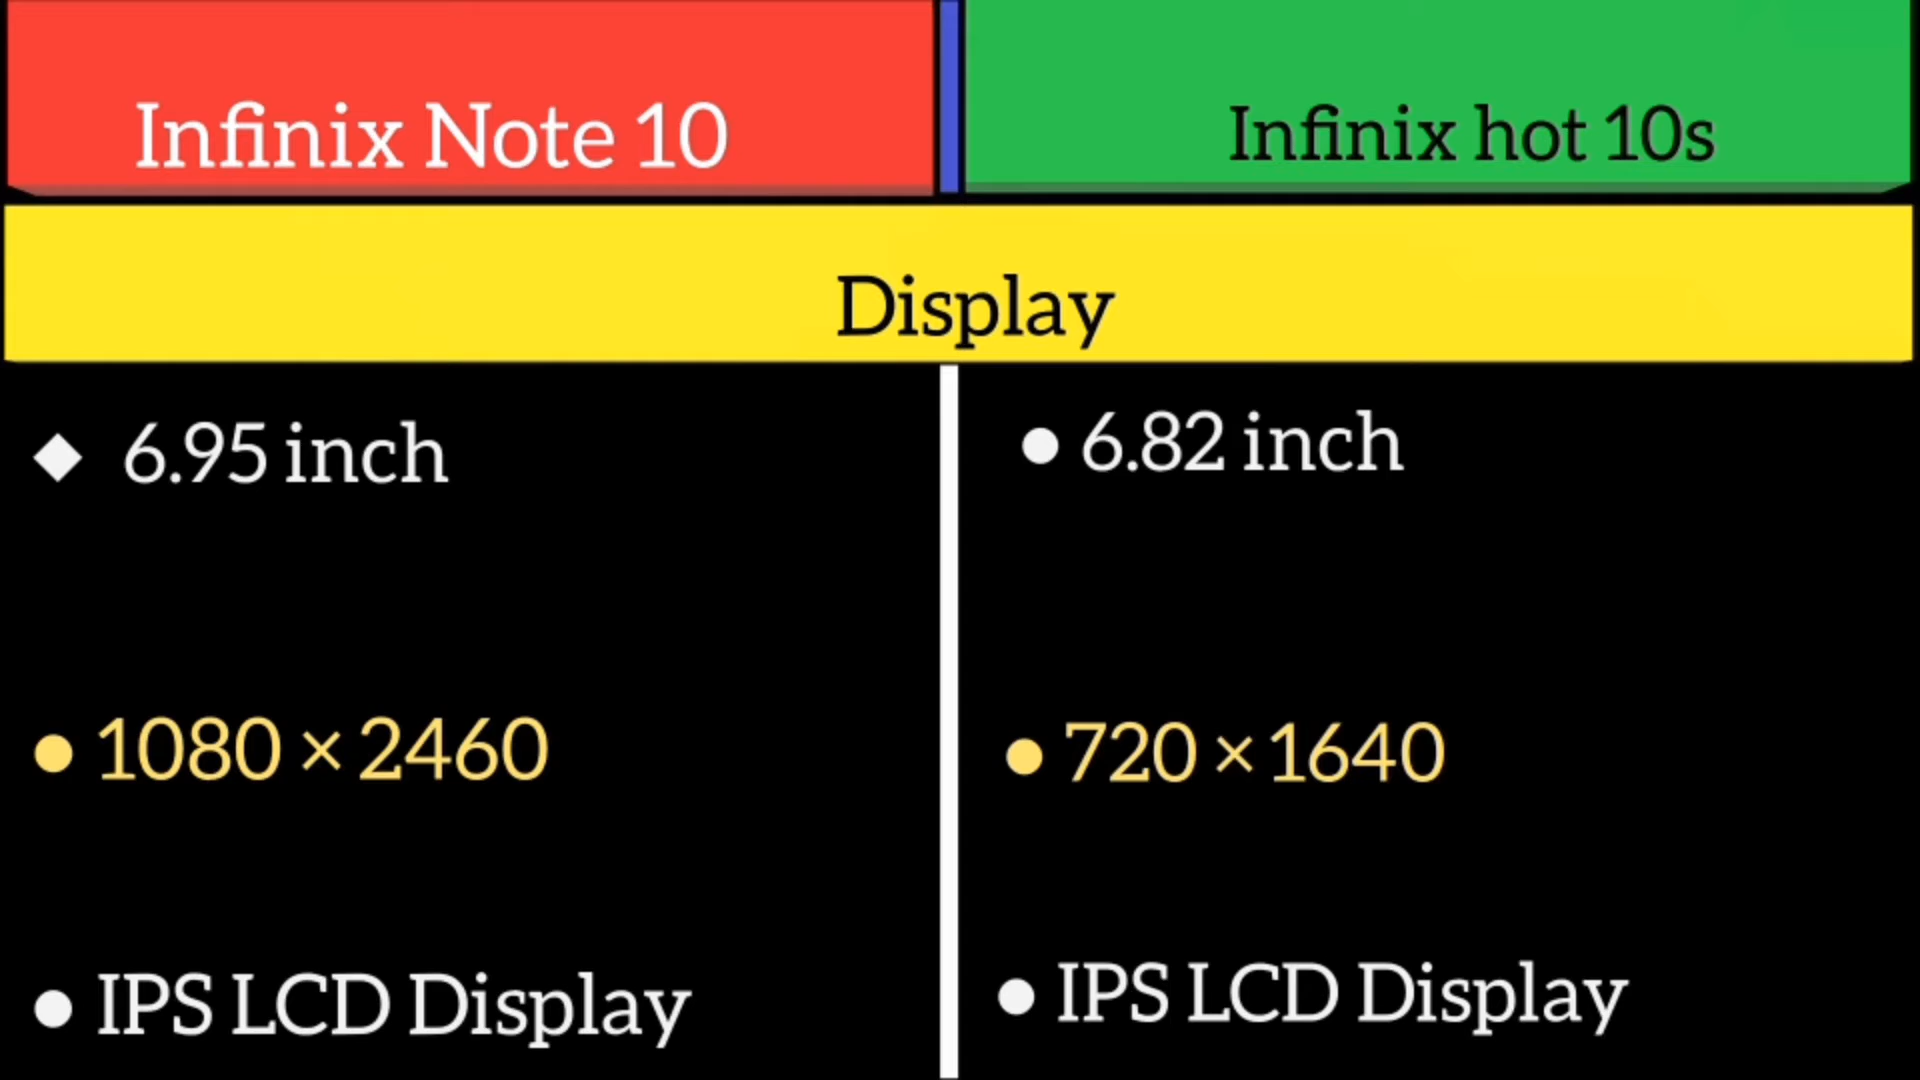 Infinix Note 10
Infinix hot 10s
Display
6.95 inch
6.82 inch
1080 × 2460
720 × 1640
IPS LCD Display
IPS LCD Display